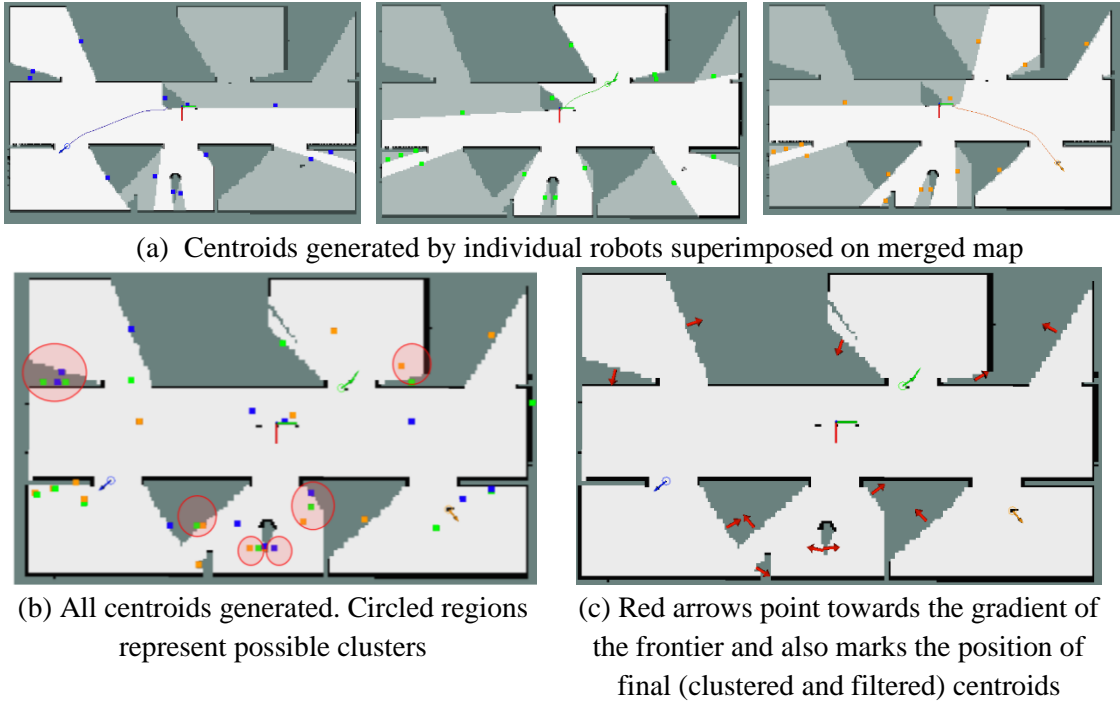 (a) Centroids generated by individual robots superimposed on merged map
(b) All centroids generated. Circled regions
represent possible clusters
(c) Red arrows point towards the gradient of
the frontier and also marks the position of
final (clustered and filtered) centroids